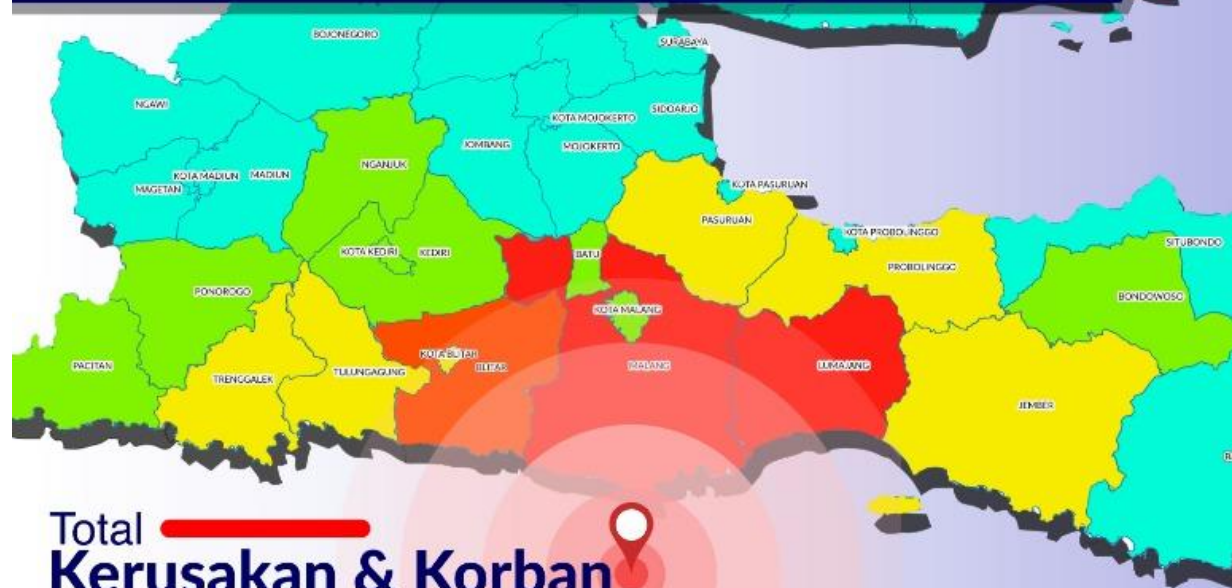 BOJONEGORO
SURABAYA
NGAWI
SIDOARJO
KOTA MOJOKERTO
JOMBANG
MOJOKERTO
NGANJUK
KOTA MADIUN
MADIUN
MAGETAN
KOTA PASURUAN
PASURUAN
KOTA PROBOLINGGO
SITUBONDO
KOTA KEDIRI
KEDIRI
BATU
PROBOLINGGO
PONOROGO
BONDOWOSO
KOTA MALANG
KOTA BLITAR
BLITAR
PACITAN
TRENGGALEK
TULUNGAGUNG
MALANG
LUMAJANG
JEMBER
Total
Kerusakan & Korban